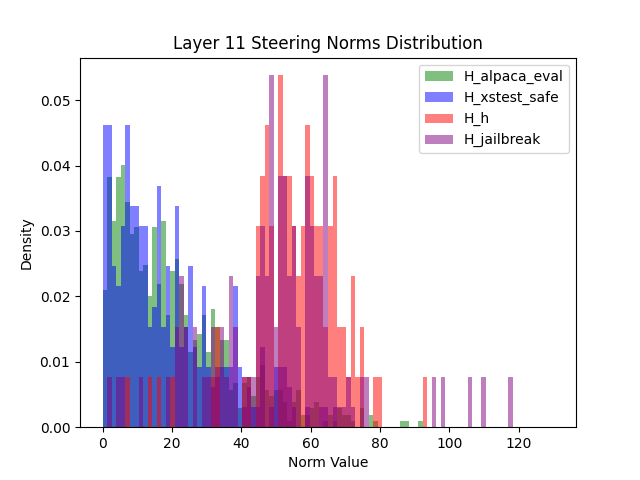 Layer 11 Steering Norms Distribution
H_alpaca_eval
H_xstest_safe
H_h
H_jailbreak
Density
0.05
0.04
0.03
0.02
0.01
0.00
0 20 40 60 80 100 120
Norm Value